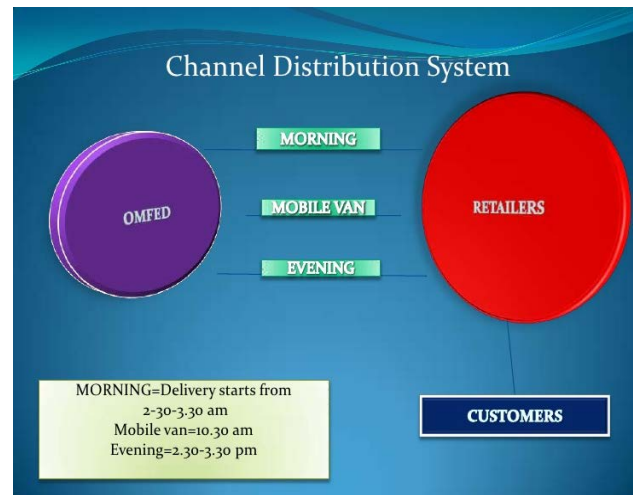 Channel Distribution System
MORNING
OMFED
MOBILE VAN
RETAILERS
EVENING
MORNING=Delivery starts from
2-30-3.30 am
Mobile van=10.30 am
Evening=2.30-3.30 pm
CUSTOMERS